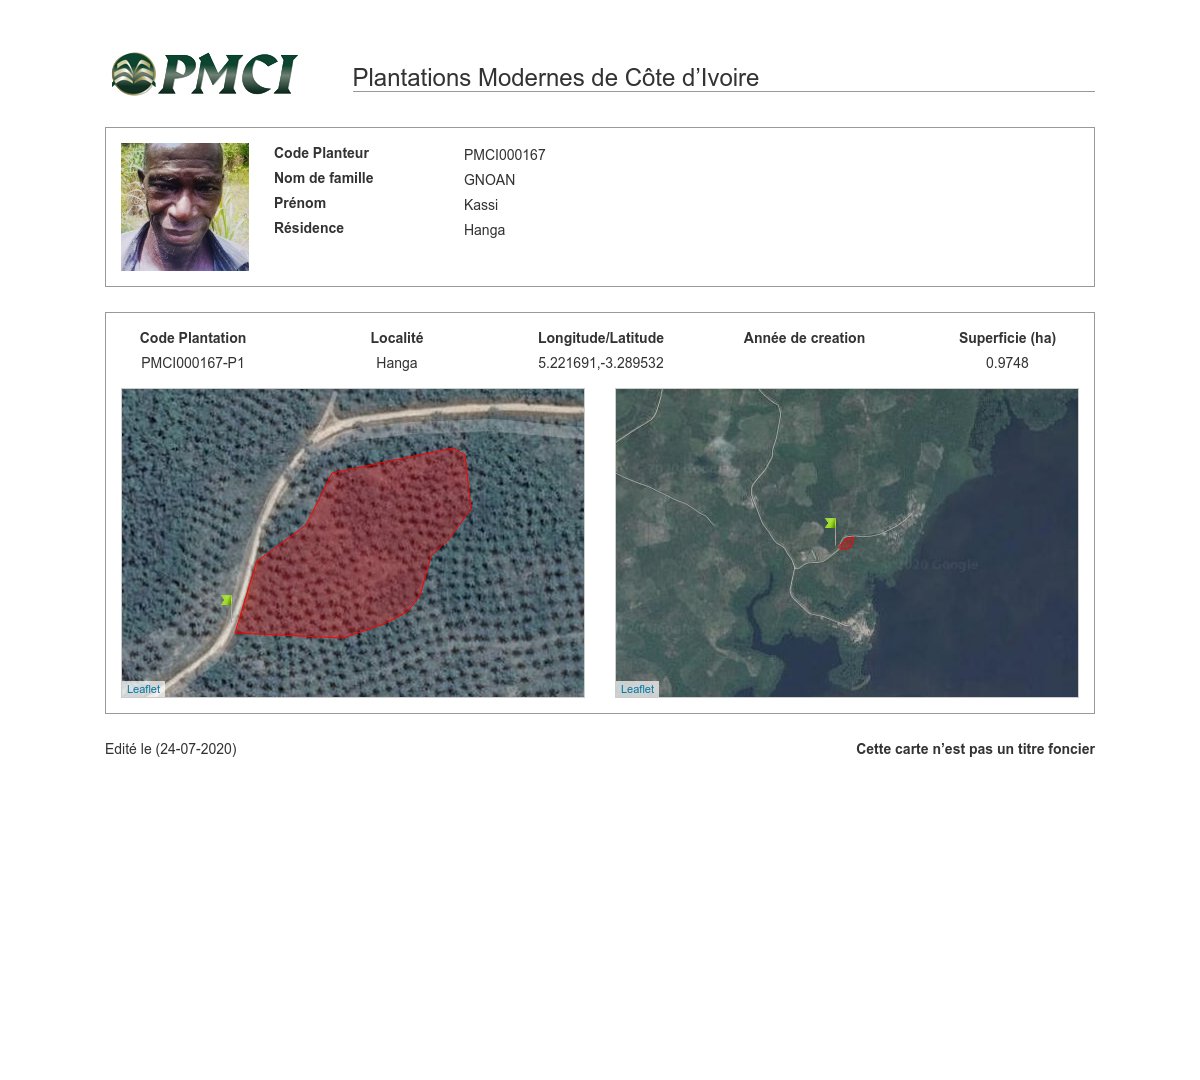 PMCI
Plantations Modernes de Côte d’Ivoire
Code Planteur PMCI000167
Nom de famille GNOAN
Prénom Kassi
Résidence Hanga
Code Plantation Localité Longitude/Latitude Année de creation Superficie (ha)
PMCI000167-P1 Hanga 5.221691,-3.289532 0.9748
2020 Google
Leaflet Leaflet
Edité le (24-07-2020) Cette carte n’est pas un titre foncier